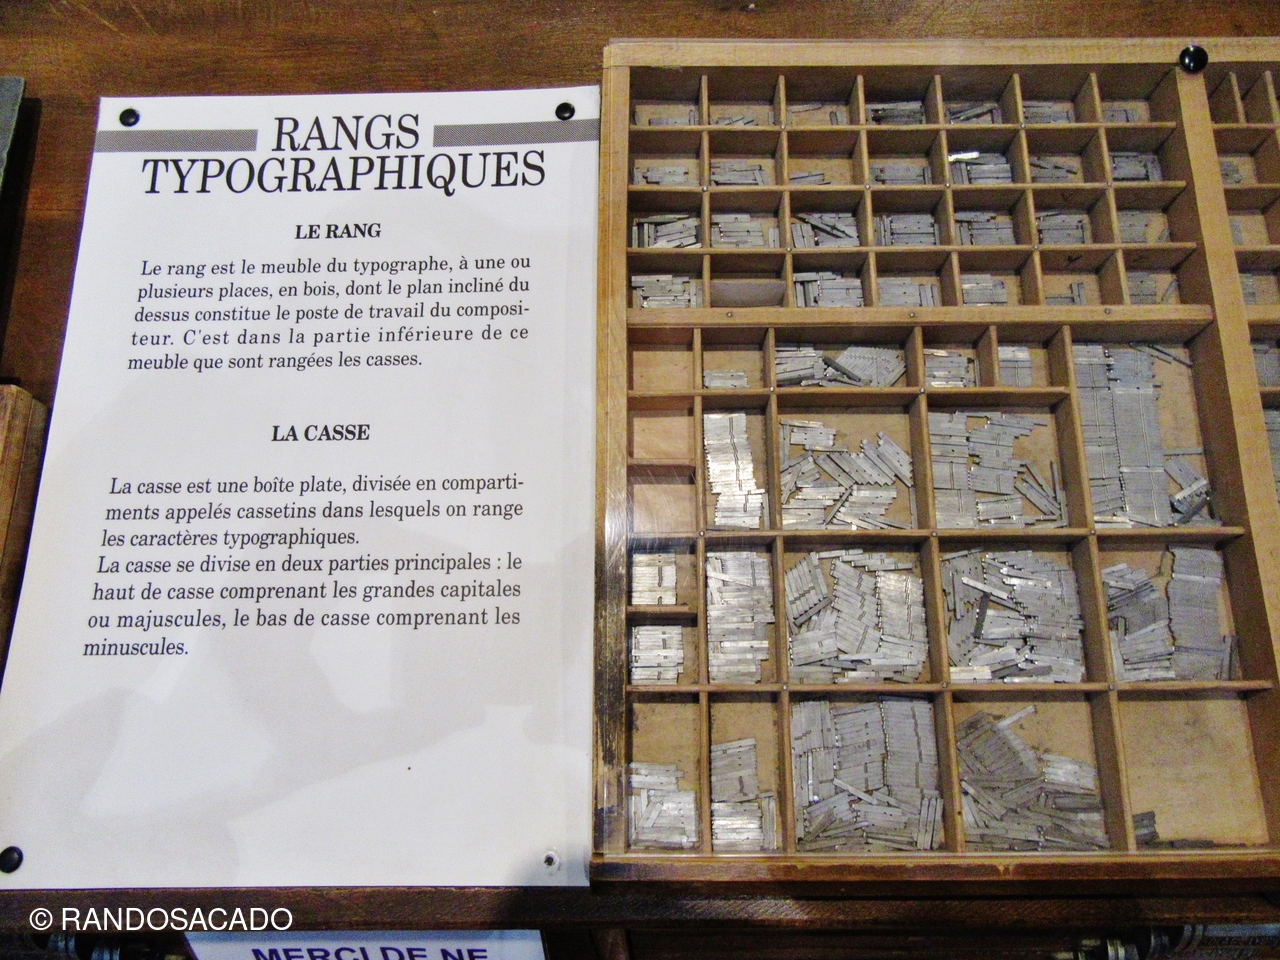 RANGS
TYPOGRAPHIQUES
LE RANG
Le rang est le meuble du typographe, à une ou
plusieurs places, en bois, dont le plan incliné du
dessus constitue le poste de travail du composi-
teur. C'est dans la partie inférieure de ce
meuble que sont rangées les casses.
LA CASSE
La casse est une boîte plate, divisée en comparti-
ments appelés cassetins dans lesquels on range
les caractères typographiques.
La casse se divise en deux parties principales : le
haut de casse comprenant les grandes capitales
ou majuscules, le bas de casse comprenant les
minuscules.
© RANDOSACADO
MERCI DE NE